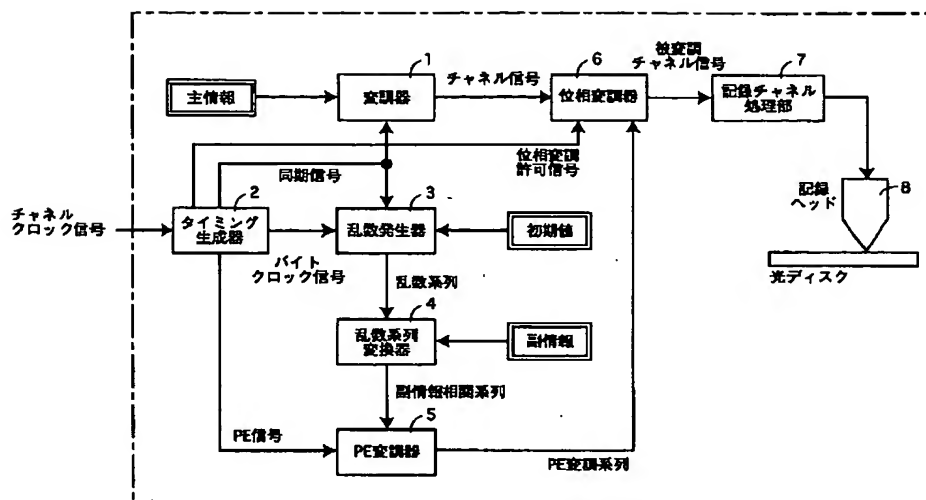 1
主情報
変調器
チャネル信号
6
位相変調器
被変調
チャネル信号
7
記録チャネル
処理部
同期信号
位相変調
許可信号
チャネル
クロック信号
2
タイミング
生成器
3
乱数発生器
初期値
記録
ヘッド
8
バイト
クロック信号
乱数系列
光ディスク
4
乱数系列
変換器
副情報
副情報相関系列
5
PE信号
PE変調器
PE変調系列